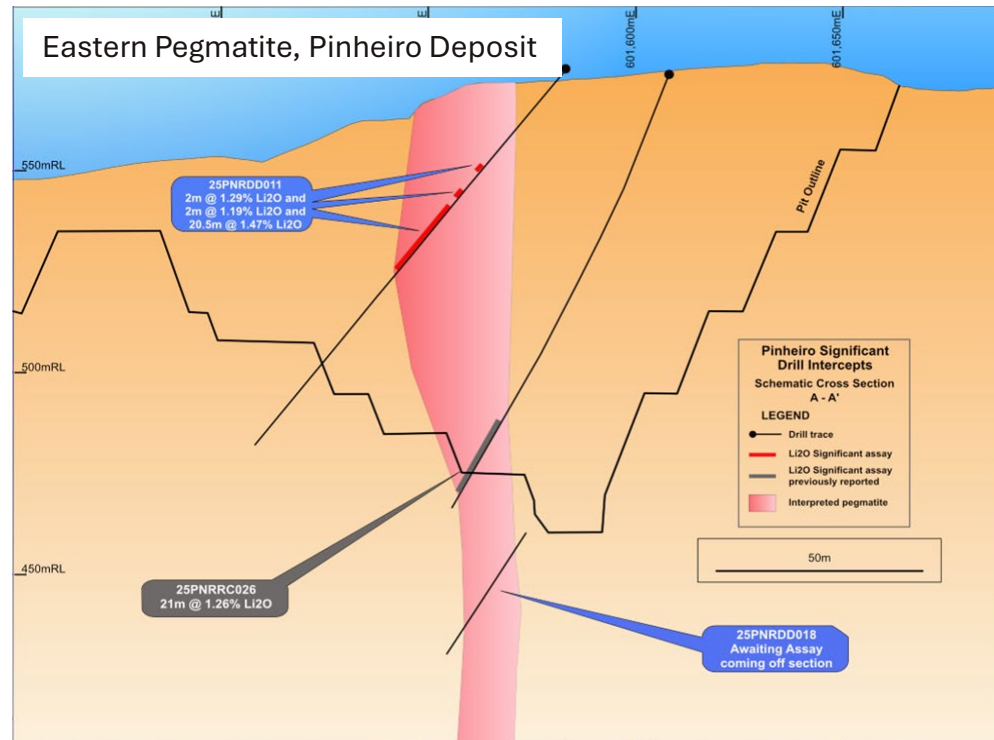 Eastern Pegmatite, Pinheiro Deposit
E
E
601,600mE
601,650mE
550mRL
25PNRDD011
2m @ 1.29% Li2O and
2m @ 1.19% Li2O and
20.5m @ 1.47% Li2O
Pit Outline
500mRL
Pinheiro Significant
Drill Intercepts
Schematic Cross Section
A - A'
LEGEND
Drill trace
Li2O Significant assay
Li2O Significant assay
previously reported
Interpreted pegmatite
50m
450mRL
25PNRRC026
21m @ 1.26% Li2O
25PNRDD018
Awaiting Assay
coming off section